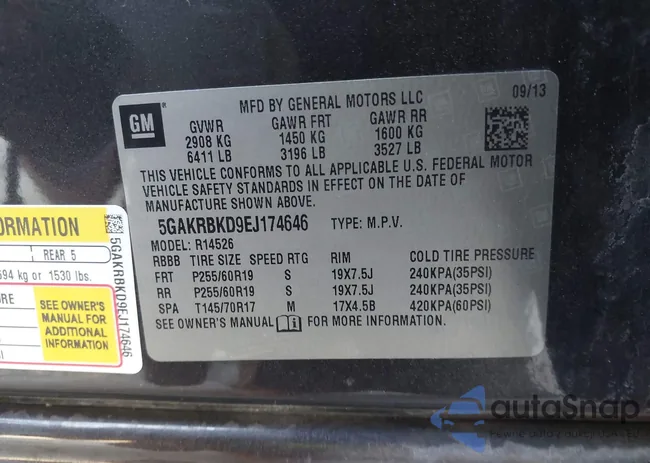 GM
MFD BY GENERAL MOTORS LLC
09/13
GVWR GAWR FRT GAWR RR
2908 KG 1450 KG 1600 KG
6411 LB 3196 LB 3527 LB
THIS VEHICLE CONFORMS TO ALL APPLICABLE U.S. FEDERAL MOTOR
VEHICLE SAFETY STANDARDS IN EFFECT ON THE DATE OF
MANUFACTURE SHOWN ABOVE.
5GAKRBKD9EJ174646 TYPE: M.P.V.
MODEL: R14526
RBBB TIRE SIZE SPEED RTG RIM COLD TIRE PRESSURE
FRT P255/60R19 S 19X7.5J 240KPA(35PSI)
RR P255/60R19 S 19X7.5J 240KPA(35PSI)
SPA T145/70R17 M 17X4.5B 420KPA(60PSI)
SEE OWNER'S MANUAL i FOR MORE INFORMATION.
ORMATION
REAR 5
694 kg or 1530 lbs.
SEE OWNER'S
MANUAL FOR
ADDITIONAL
INFORMATION
5GAKRBKD9EJ174646
autoSnap